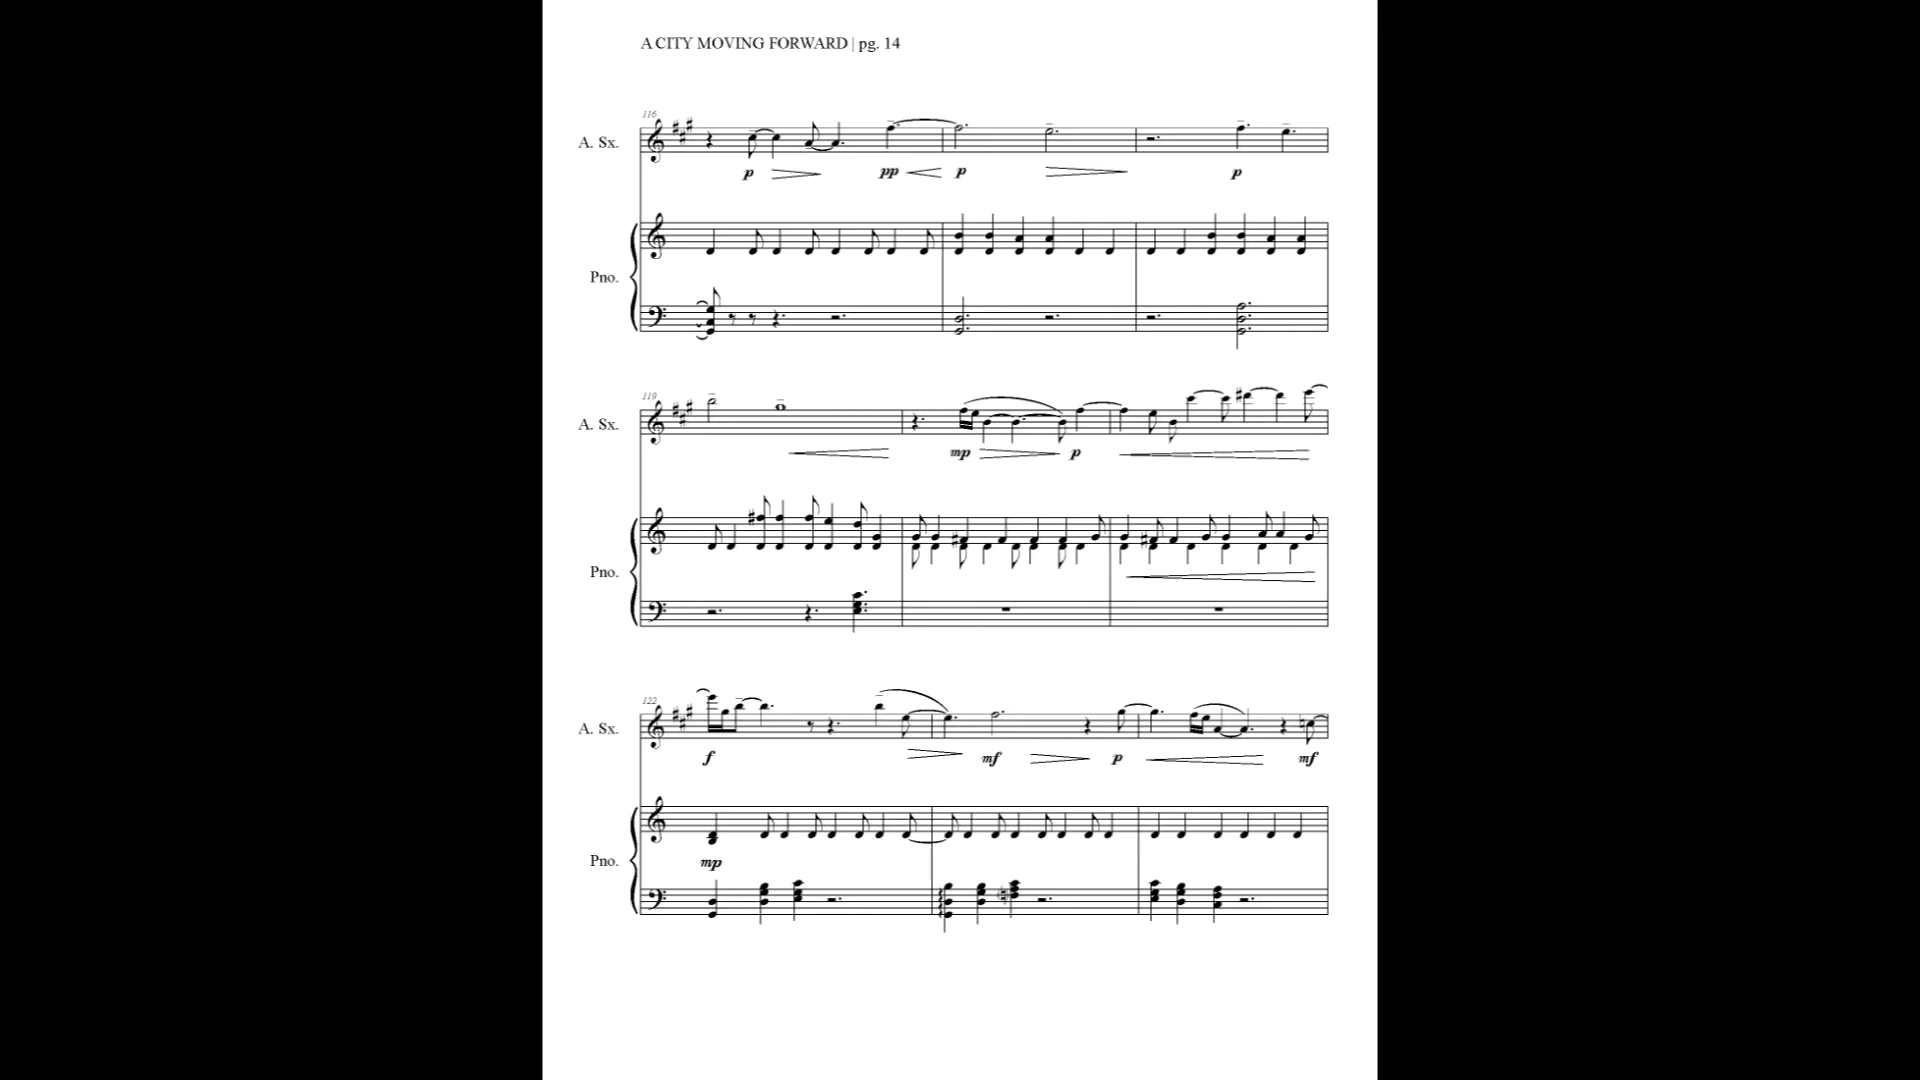 A CITY MOVING FORWARD | pg. 14
116
A. Sx.
p pp p p
Pno.
119
A. Sx.
mp p
Pno.
122
A. Sx.
f mf p mf
Pno.
mp